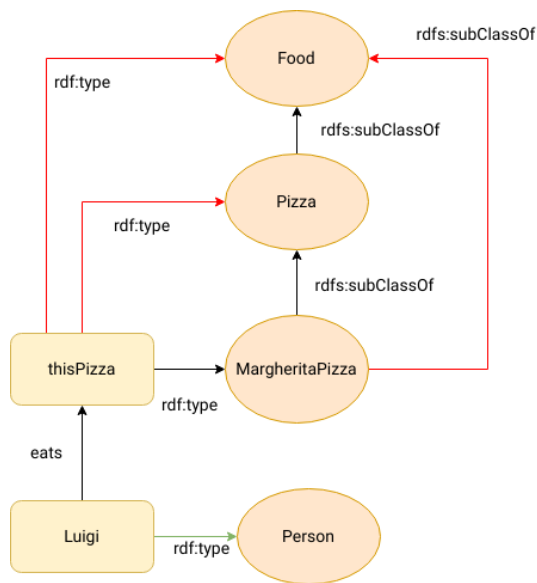 rdfs:subClassOf
Food
rdf:type
rdfs:subClassOf
Pizza
rdf:type
rdfs:subClassOf
thisPizza
MargheritaPizza
rdf:type
eats
Luigi
Person
rdf:type